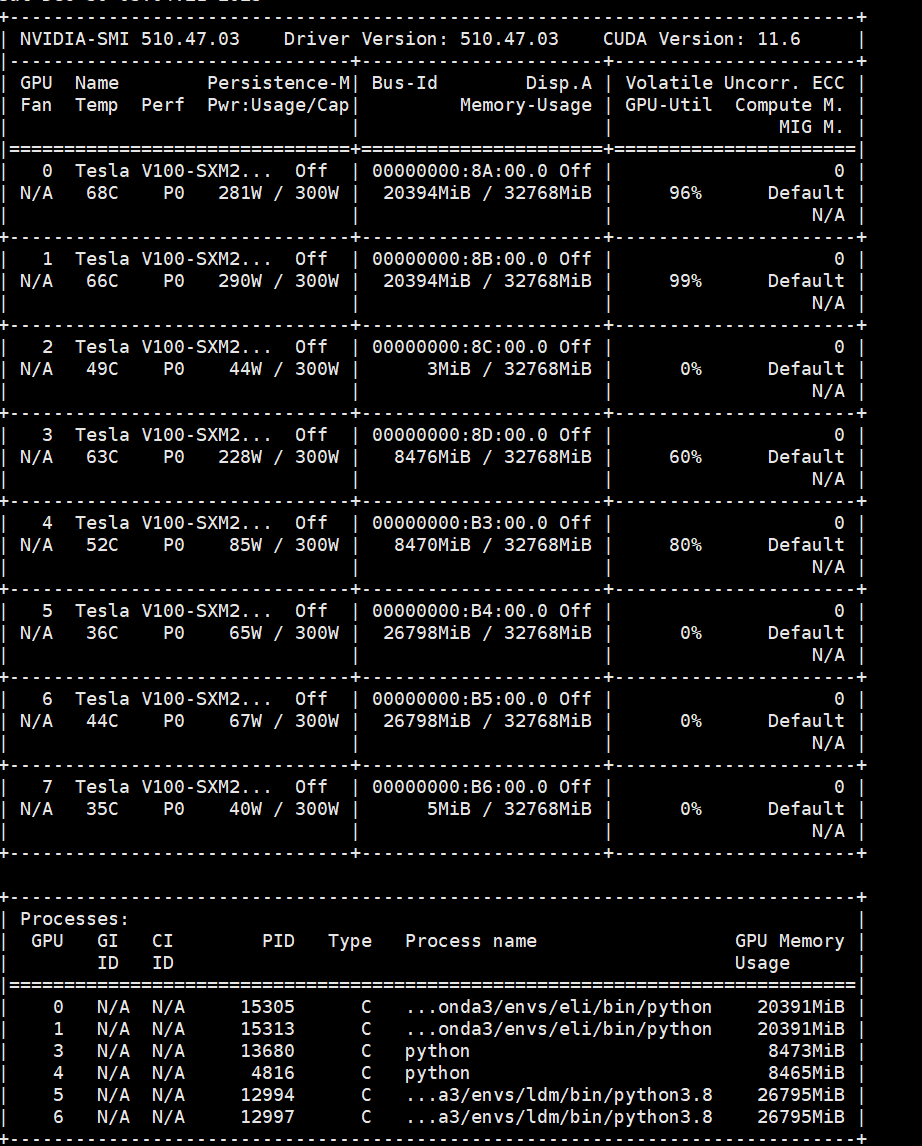 +-----------------------------------------------------------------------------+
| NVIDIA-SMI 510.47.03    Driver Version: 510.47.03    CUDA Version: 11.6     |
|-------------------------------+----------------------+----------------------+
| GPU  Name        Persistence-M| Bus-Id        Disp.A | Volatile Uncorr. ECC |
| Fan  Temp  Perf  Pwr:Usage/Cap|         Memory-Usage | GPU-Util  Compute M. |
|                               |                      |               MIG M. |
|===============================+======================+======================|
|   0  Tesla V100-SXM2...  Off  | 00000000:8A:00.0 Off |                    0 |
| N/A   68C    P0   281W / 300W |  20394MiB / 32768MiB |     96%      Default |
|                               |                      |                  N/A |
+-------------------------------+----------------------+----------------------+
|   1  Tesla V100-SXM2...  Off  | 00000000:8B:00.0 Off |                    0 |
| N/A   66C    P0   290W / 300W |  20394MiB / 32768MiB |     99%      Default |
|                               |                      |                  N/A |
+-------------------------------+----------------------+----------------------+
|   2  Tesla V100-SXM2...  Off  | 00000000:8C:00.0 Off |                    0 |
| N/A   49C    P0    44W / 300W |      3MiB / 32768MiB |      0%      Default |
|                               |                      |                  N/A |
+-------------------------------+----------------------+----------------------+
|   3  Tesla V100-SXM2...  Off  | 00000000:8D:00.0 Off |                    0 |
| N/A   63C    P0   228W / 300W |   8476MiB / 32768MiB |     60%      Default |
|                               |                      |                  N/A |
+-------------------------------+----------------------+----------------------+
|   4  Tesla V100-SXM2...  Off  | 00000000:B3:00.0 Off |                    0 |
| N/A   52C    P0    85W / 300W |   8470MiB / 32768MiB |     80%      Default |
|                               |                      |                  N/A |
+-------------------------------+----------------------+----------------------+
|   5  Tesla V100-SXM2...  Off  | 00000000:B4:00.0 Off |                    0 |
| N/A   36C    P0    65W / 300W |  26798MiB / 32768MiB |      0%      Default |
|                               |                      |                  N/A |
+-------------------------------+----------------------+----------------------+
|   6  Tesla V100-SXM2...  Off  | 00000000:B5:00.0 Off |                    0 |
| N/A   44C    P0    67W / 300W |  26798MiB / 32768MiB |      0%      Default |
|                               |                      |                  N/A |
+-------------------------------+----------------------+----------------------+
|   7  Tesla V100-SXM2...  Off  | 00000000:B6:00.0 Off |                    0 |
| N/A   35C    P0    40W / 300W |      5MiB / 32768MiB |      0%      Default |
|                               |                      |                  N/A |
+-------------------------------+----------------------+----------------------+

+-----------------------------------------------------------------------------+
| Processes:                                                                  |
|  GPU   GI   CI        PID   Type   Process name                  GPU Memory |
|        ID   ID                                                   Usage      |
|=============================================================================|
|    0   N/A  N/A     15305      C   ...onda3/envs/eli/bin/python    20391MiB |
|    1   N/A  N/A     15313      C   ...onda3/envs/eli/bin/python    20391MiB |
|    3   N/A  N/A     13680      C   python                           8473MiB |
|    4   N/A  N/A      4816      C   python                           8465MiB |
|    5   N/A  N/A     12994      C   ...a3/envs/ldm/bin/python3.8    26795MiB |
|    6   N/A  N/A     12997      C   ...a3/envs/ldm/bin/python3.8    26795MiB |
+-----------------------------------------------------------------------------+